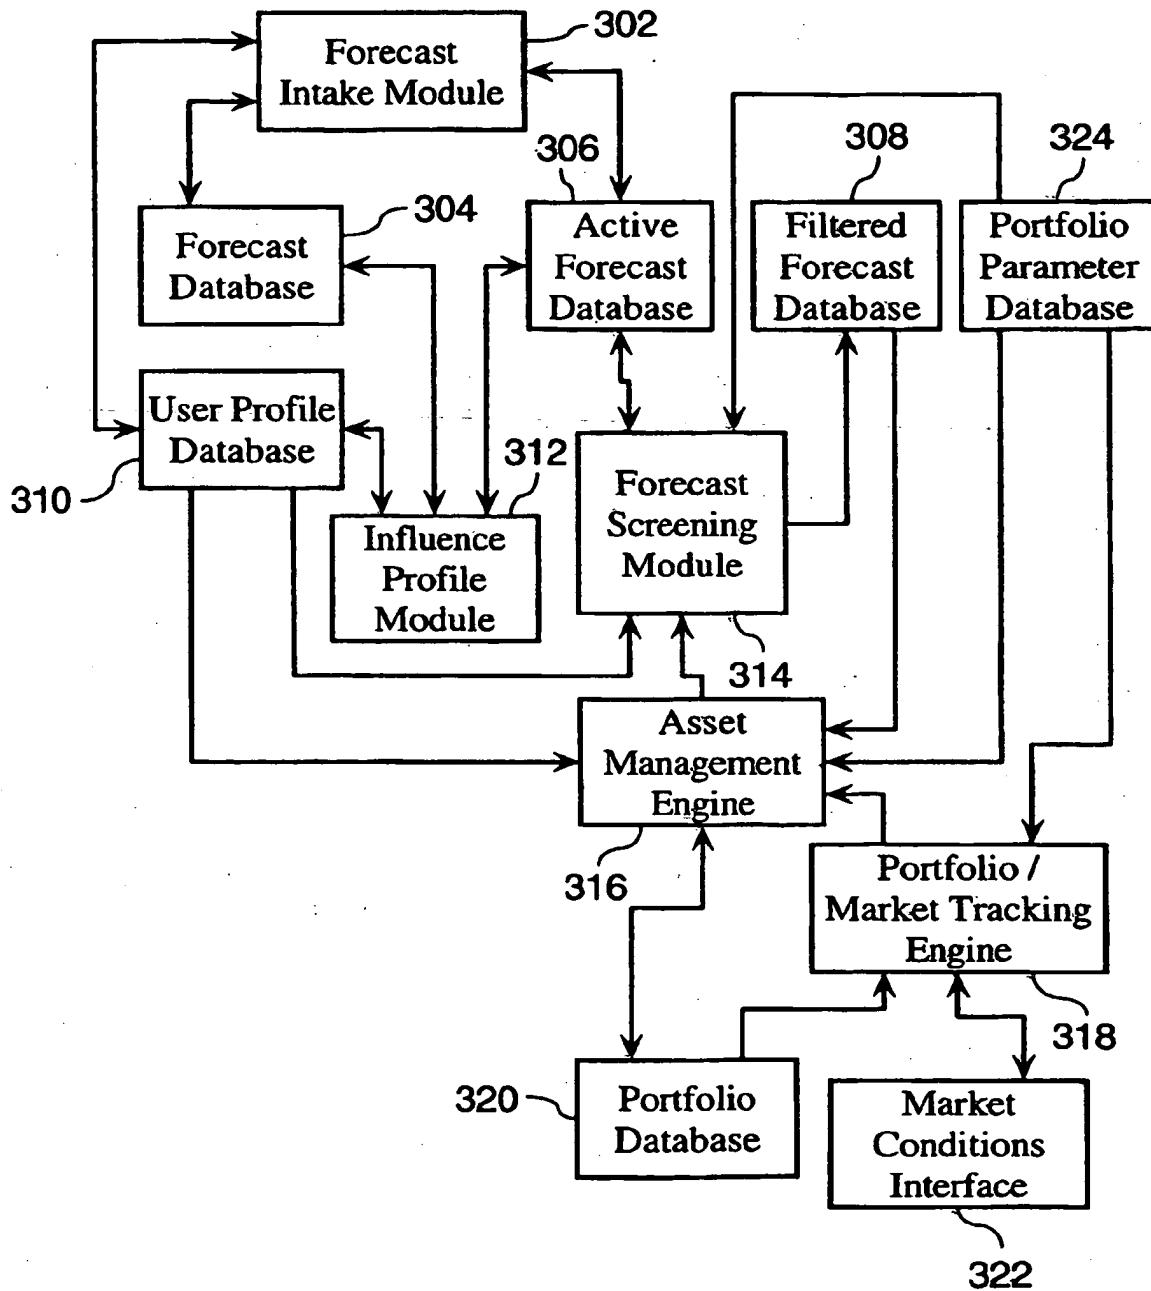 302
Forecast
Intake Module
306
308
324
304
Forecast
Database
Active
Forecast
Database
Filtered
Forecast
Database
Portfolio
Parameter
Database
User Profile
Database
310
312
Influence
Profile
Module
Forecast
Screening
Module
314
Asset
Management
Engine
316
Portfolio /
Market Tracking
Engine
318
320
Portfolio
Database
Market
Conditions
Interface
322